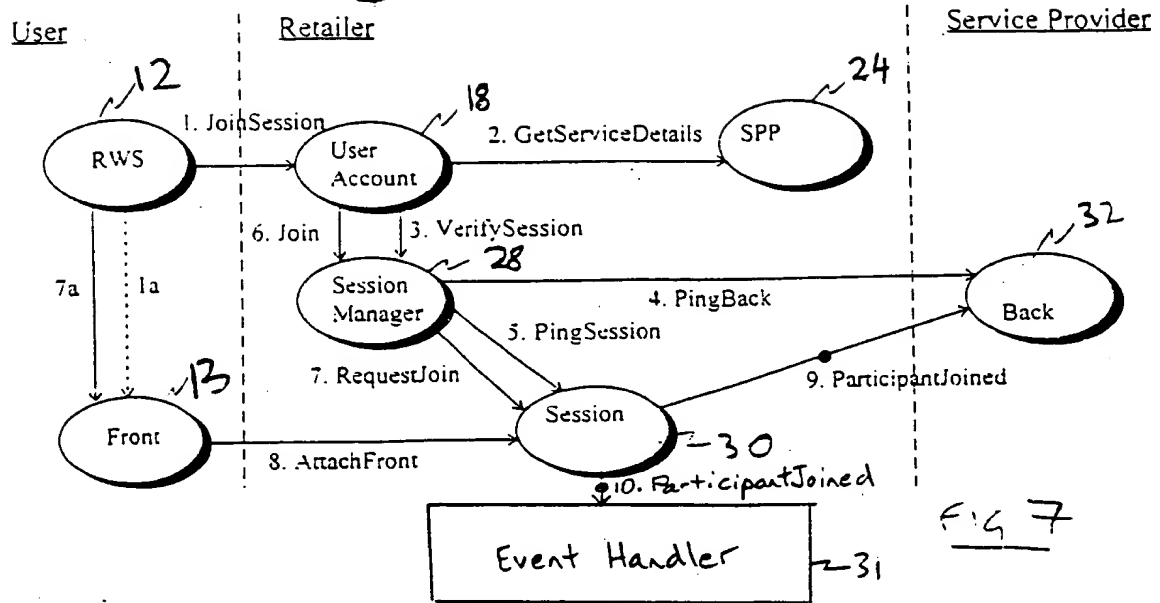 User
Retailer
Service Provider
12
18
24
1. JoinSession
2. GetServiceDetails
RWS
User
Account
SPP
6. Join
3. VerifySession
28
32
7a
1a
Session
Manager
4. PingBack
Back
5. PingSession
7. RequestJoin
9. ParticipantJoined
13
Front
Session
8. AttachFront
30
10. ParticipantJoined
Event Handler
31
FIG 7